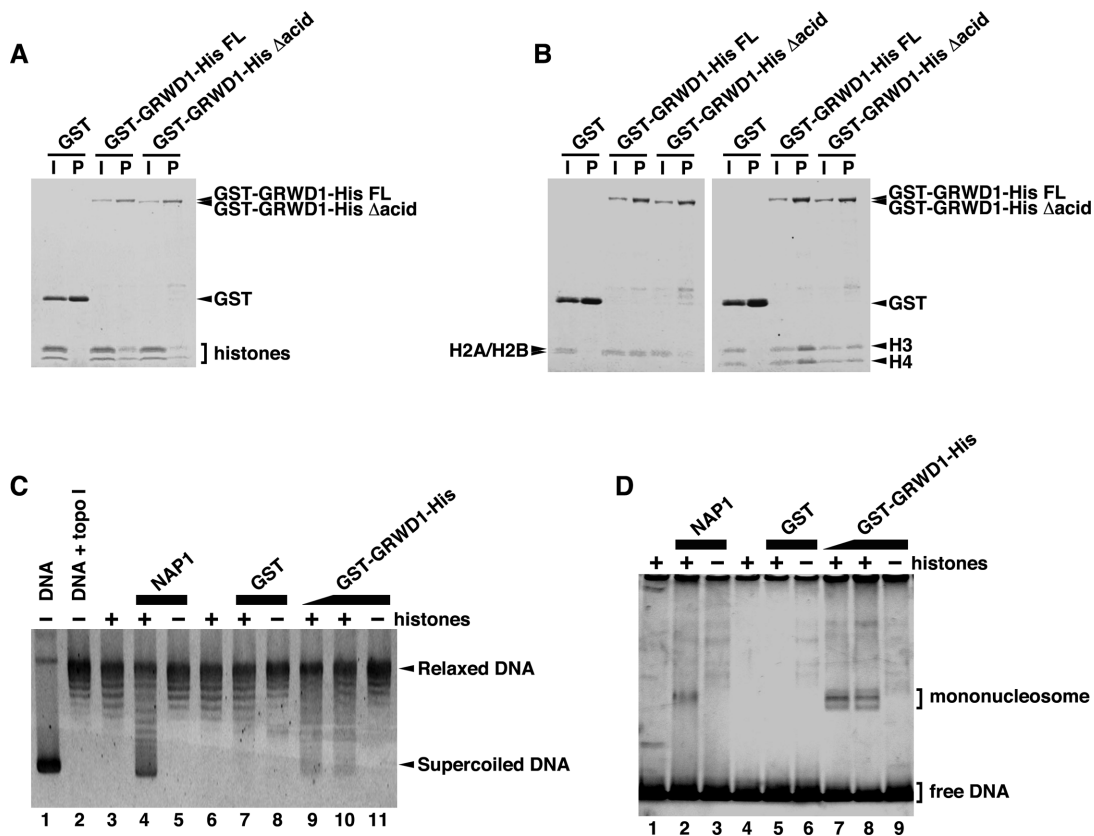 A
GST
GST-GRWD1-His FL
GST-GRWD1-His Δacid
I P I P I P
GST-GRWD1-His FL
GST-GRWD1-His Δacid
GST
histones
B
GST
GST-GRWD1-His FL
GST-GRWD1-His Δacid
GST
GST-GRWD1-His FL
GST-GRWD1-His Δacid
I P I P I P I P I P I P
GST-GRWD1-His FL
GST-GRWD1-His Δacid
GST
H2A/H2B
H3
H4
C
DNA
DNA + topo I
NAP1
GST
GST-GRWD1-His
− − + + − + + − + + − histones
Relaxed DNA
Supercoiled DNA
1 2 3 4 5 6 7 8 9 10 11
D
NAP1
GST
GST-GRWD1-His
histones + + − + + − + + −
mononucleosome
free DNA
1 2 3 4 5 6 7 8 9